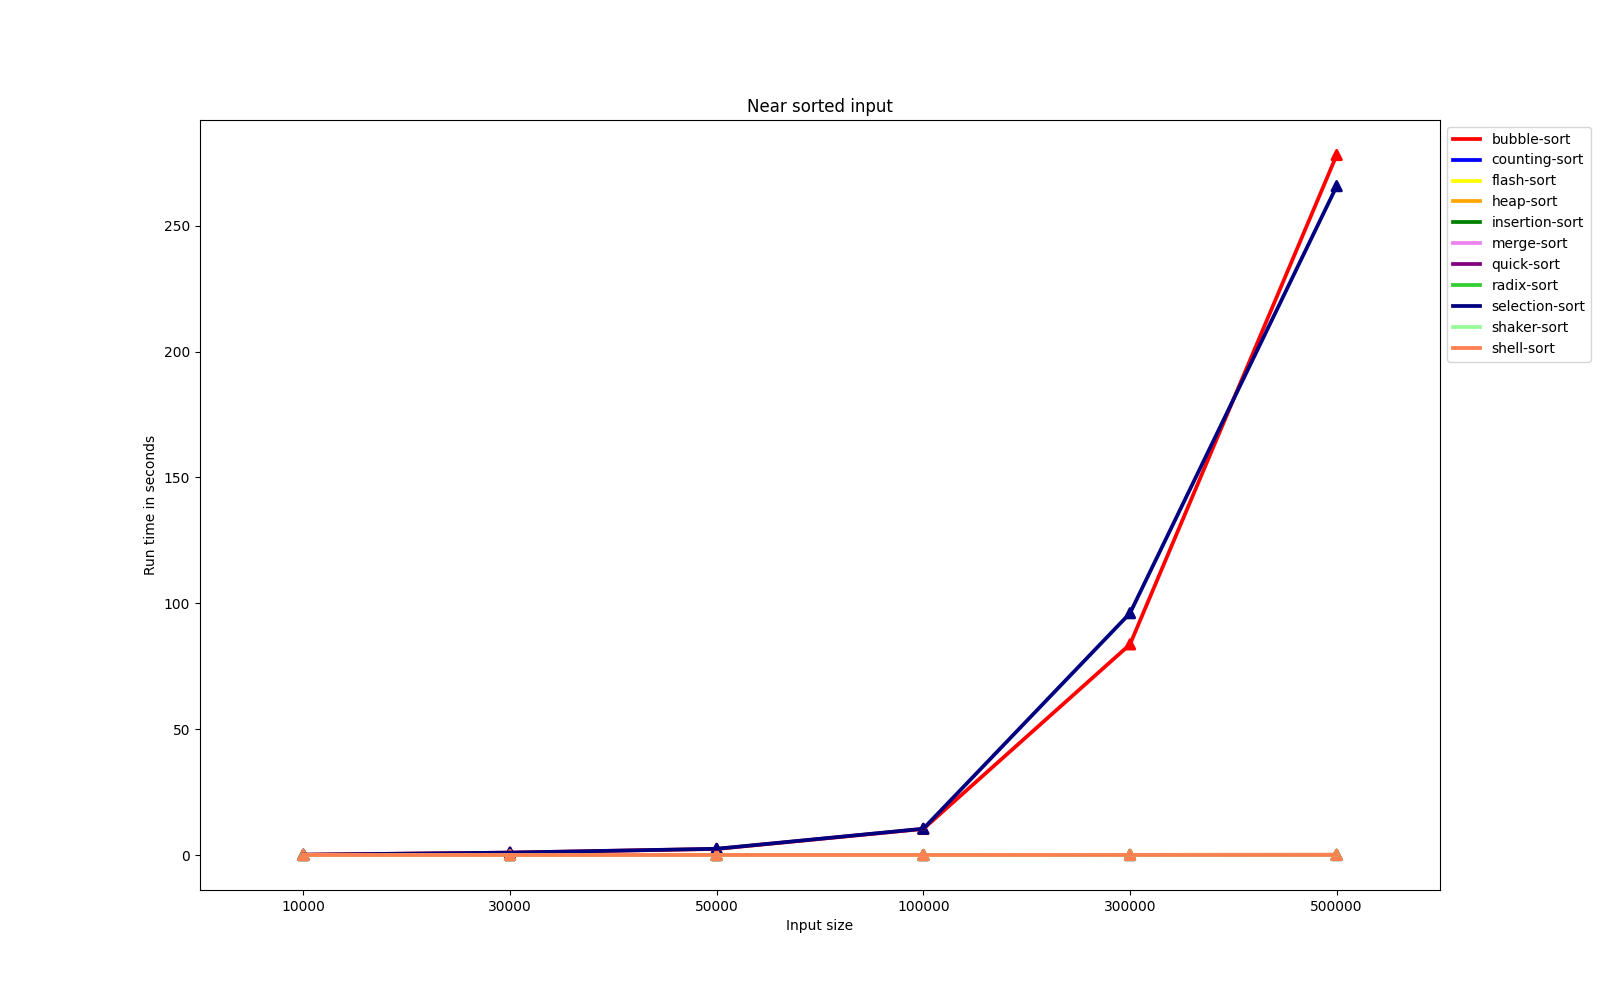 Near sorted input
bubble-sort
counting-sort
flash-sort
heap-sort
insertion-sort
merge-sort
quick-sort
radix-sort
selection-sort
shaker-sort
shell-sort
250
200
150
100
50
0
Run time in seconds
10000 30000 50000 100000 300000 500000
Input size